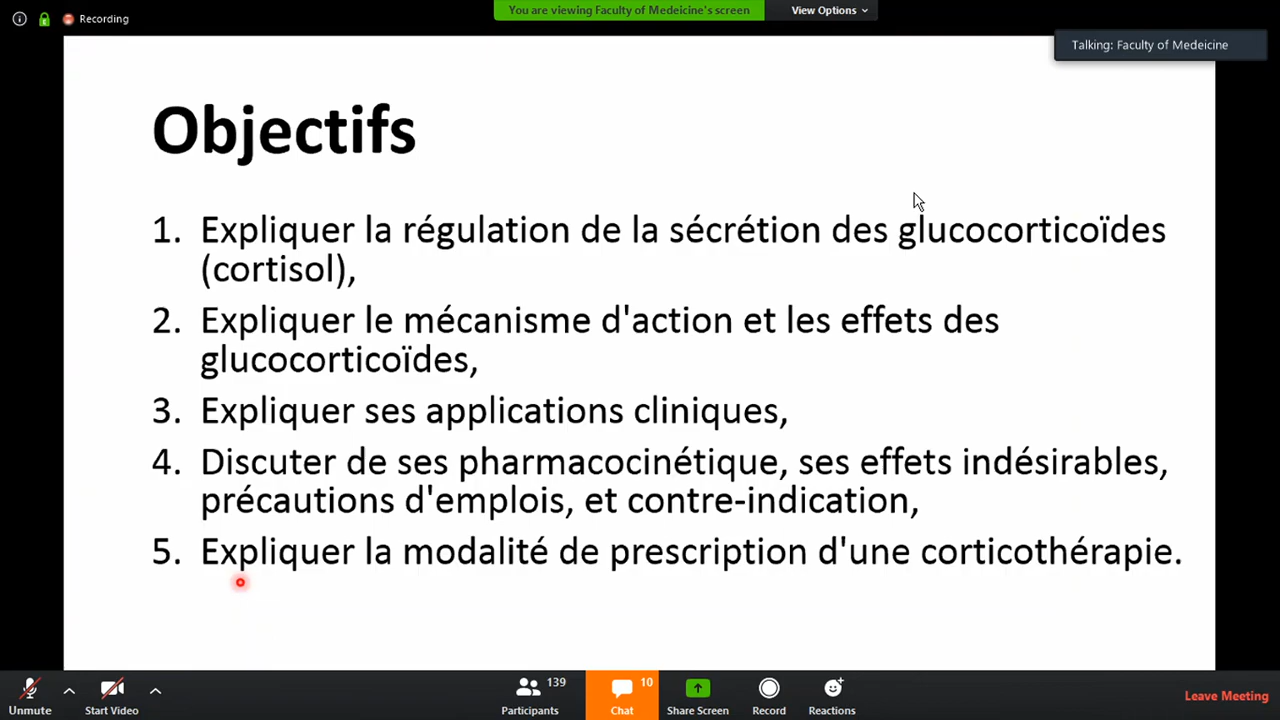 Recording
You are viewing Faculty of Medeicine's screen
View Options
Talking: Faculty of Medeicine
Objectifs
1. Expliquer la régulation de la sécrétion des glucocorticoïdes
(cortisol),
2. Expliquer le mécanisme d'action et les effets des
glucocorticoïdes,
3. Expliquer ses applications cliniques,
4. Discuter de ses pharmacocinétique, ses effets indésirables,
précautions d'emplois, et contre-indication,
5. Expliquer la modalité de prescription d'une corticothérapie.
Unmute
Start Video
139
Participants
10
Chat
Share Screen
Record
Reactions
Leave Meeting